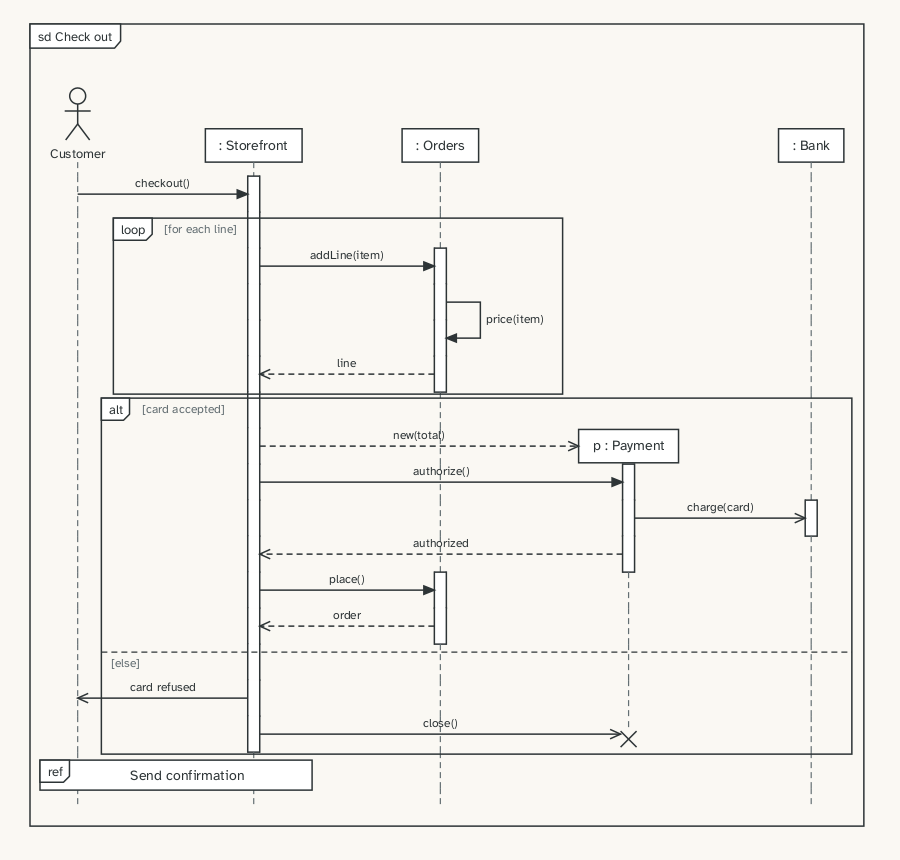 sd Check out
Customer
: Storefront
: Orders
: Bank
checkout()
loop
[for each line]
addLine(item)
price(item)
line
alt
[card accepted]
new(total)
p : Payment
authorize()
charge(card)
authorized
place()
order
[else]
card refused
close()
ref
Send confirmation